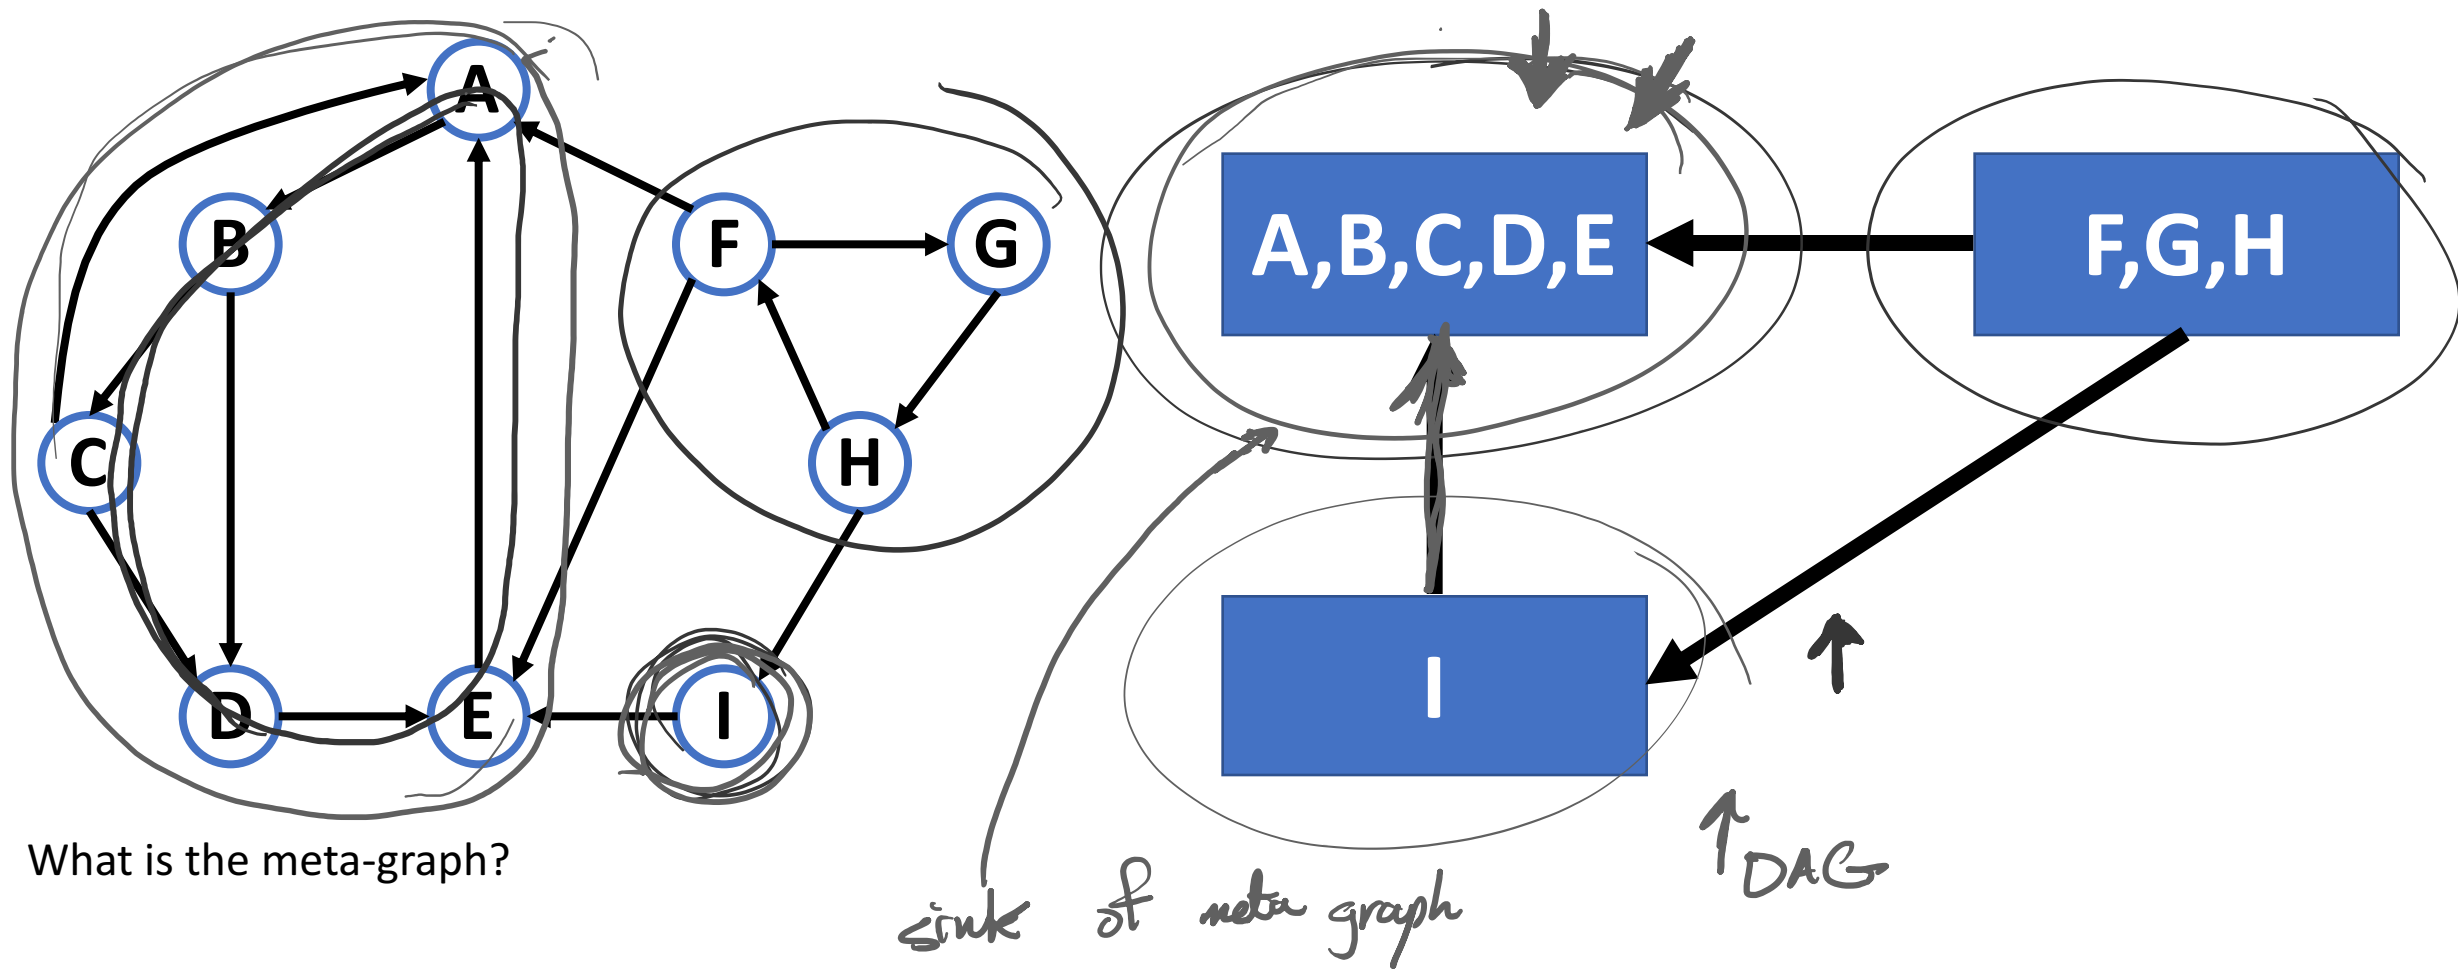 A
B
F
G
C
H
D
E
I
A,B,C,D,E
F,G,H
I
What is the meta-graph?
sink of meta graph
DAG